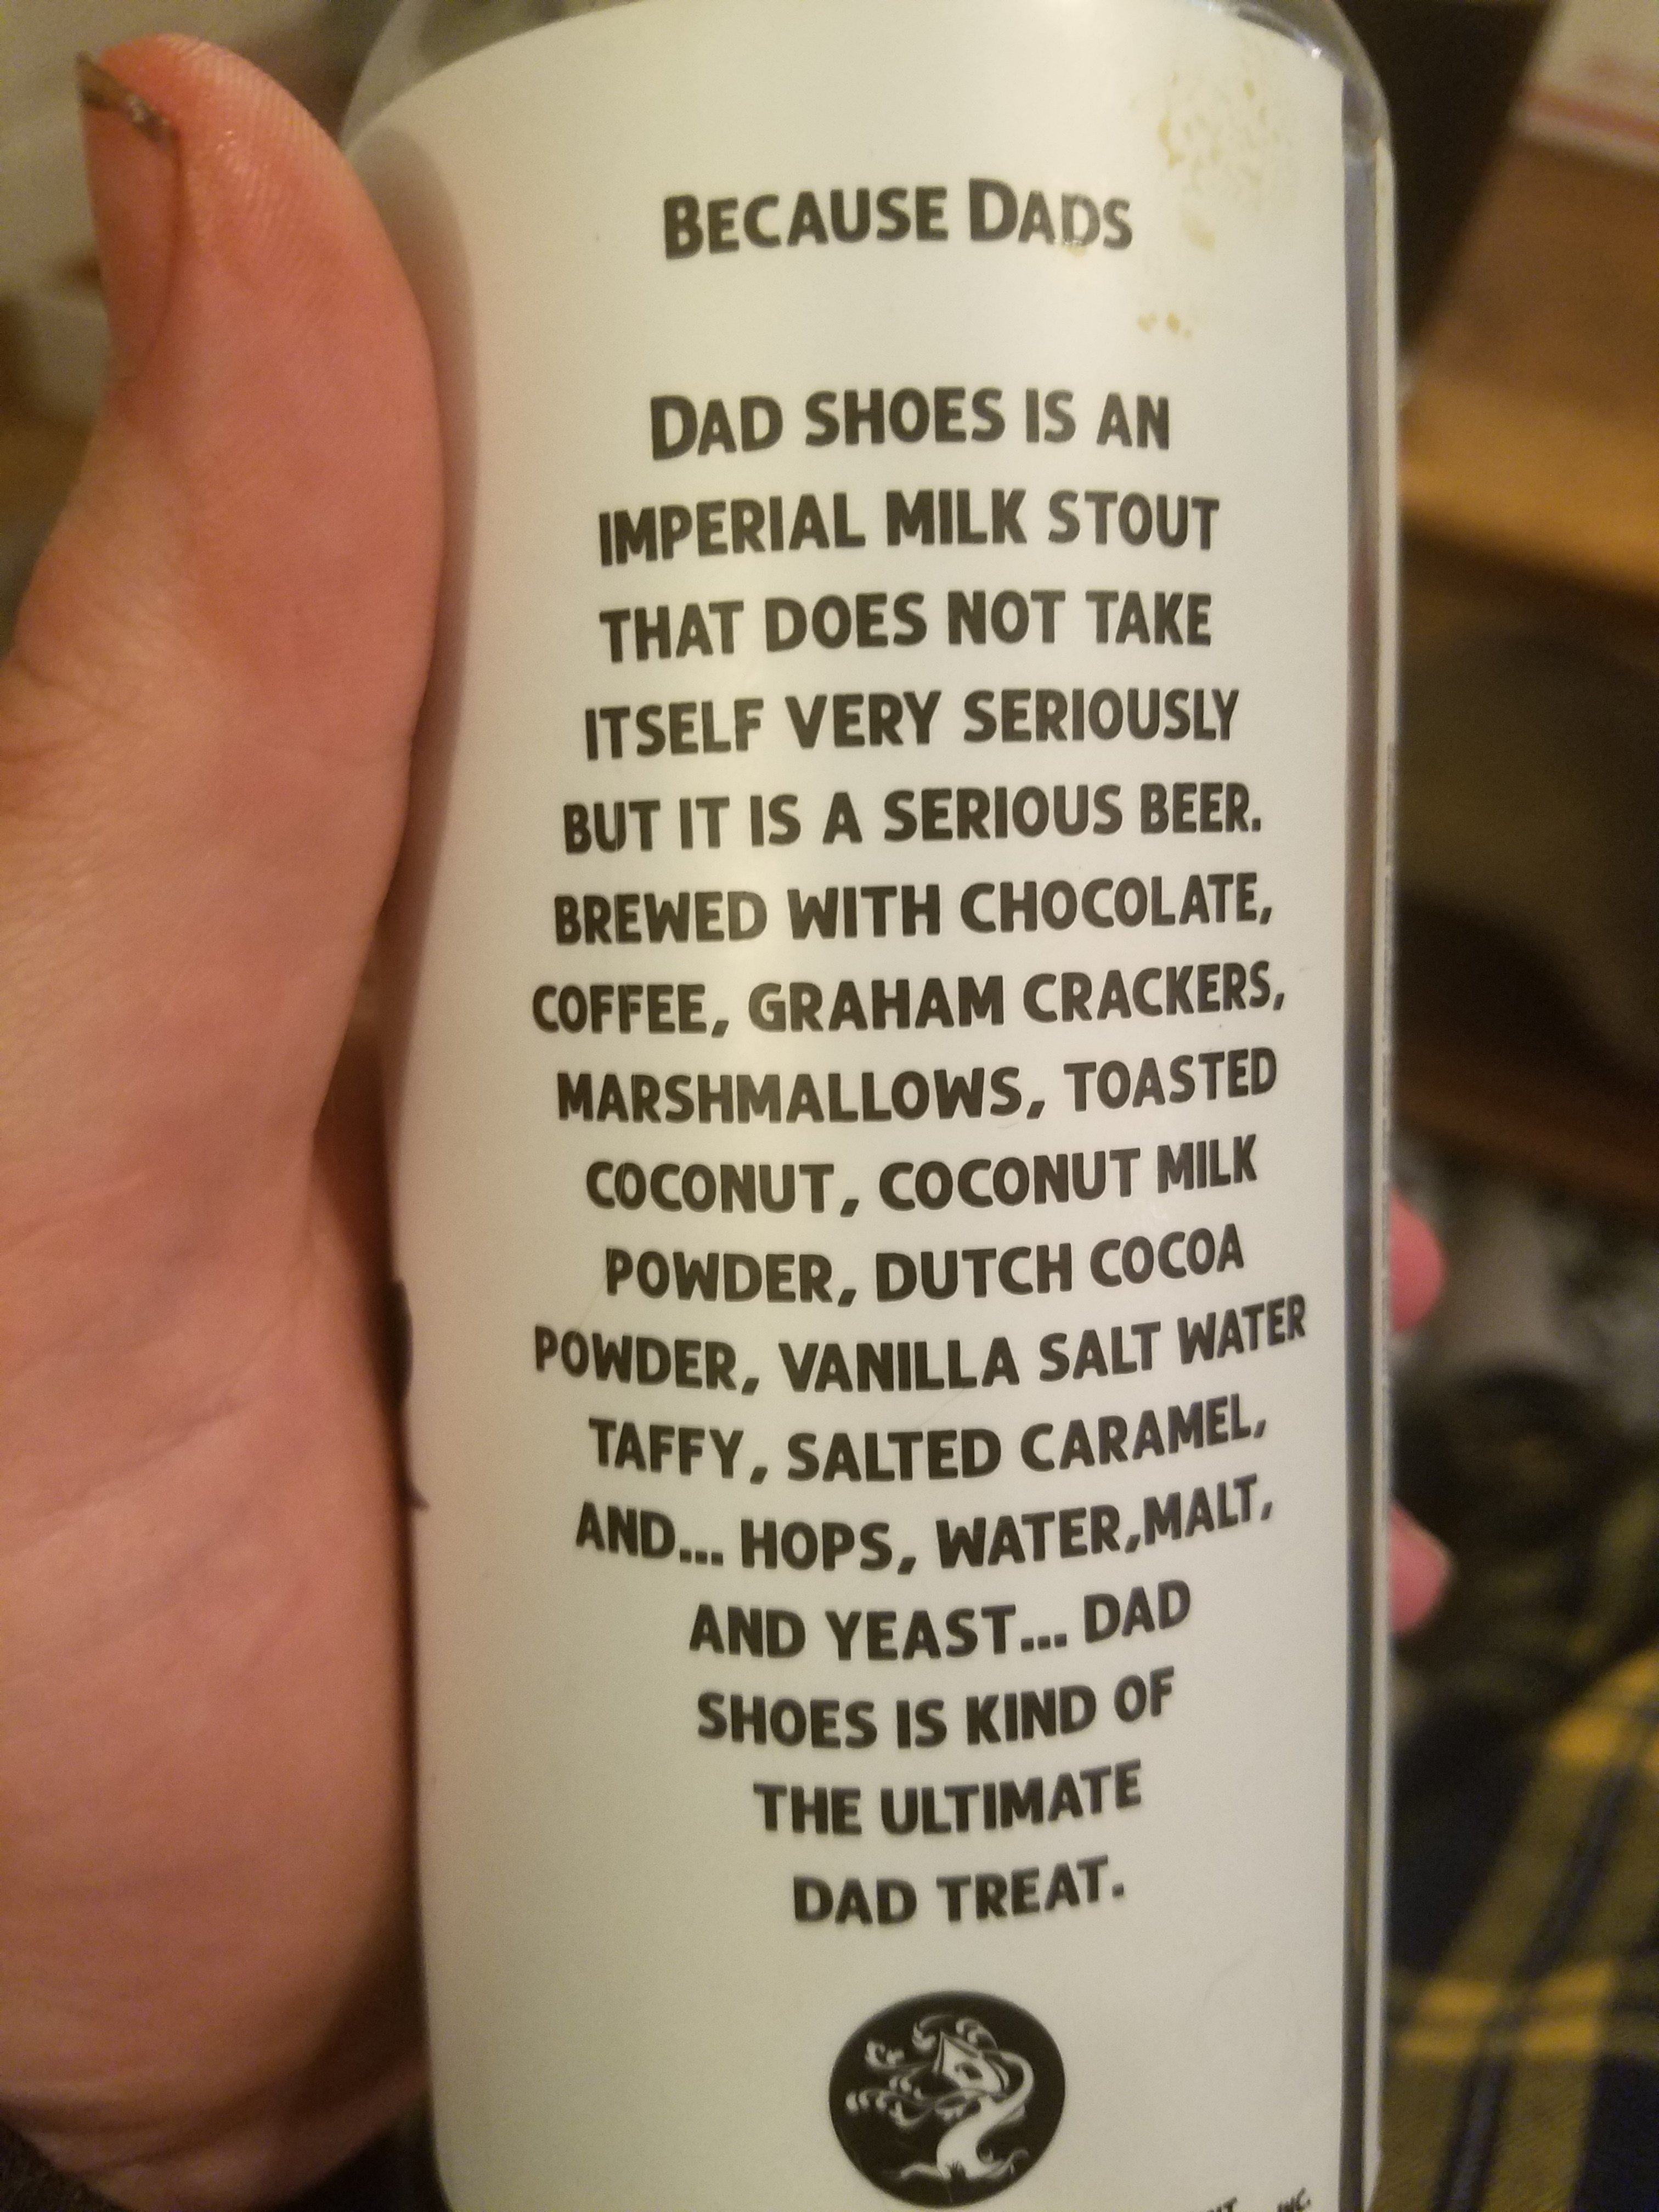 BECAUSE DADS
DAD SHOES IS AN
IMPERIAL MILK STOUT
THAT DOES NOT TAKE
ITSELF VERY SERIOUSLY
BUT IT IS A SERIOUS BEER.
BREWED WITH CHOCOLATE,
COFFEE, GRAHAM CRACKERS,
MARSHMALLOWS, TOASTED
COCONUT, COCONUT MILK
POWDER, DUTCH COCOA
POWDER, VANILLA SALT WATER
TAFFY, SALTED CARAMEL,
AND... HOPS, WATER,MALT,
AND YEAST... DAD
SHOES IS KIND OF
THE ULTIMATE
DAD TREAT.
INC.